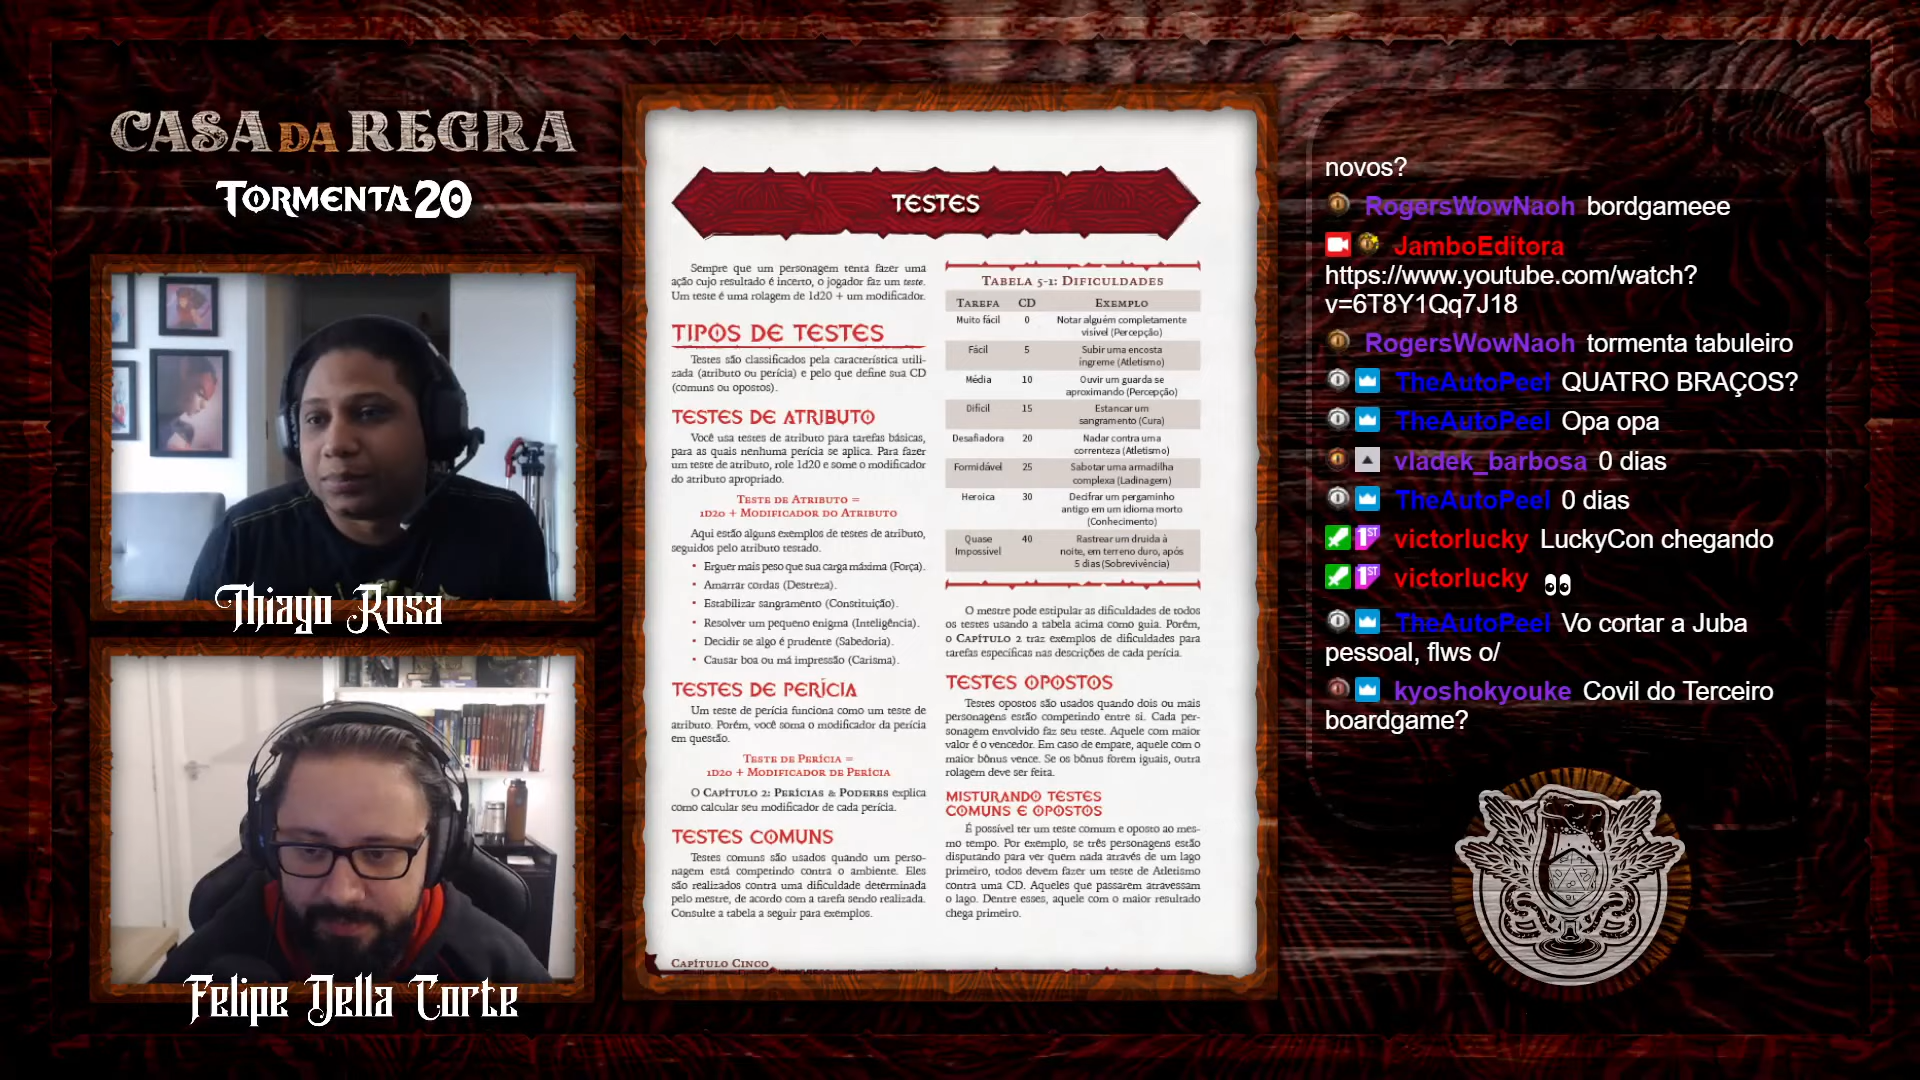 CASA DA REGRA
TORMENTA20
Thiago Rosa
Felipe Della Corte
TESTES
Sempre que um personagem tenta fazer uma
ação cujo resultado é incerto, o jogador faz um teste.
Um teste é uma rolagem de 1d20 + um modificador.
TIPOS DE TESTES
Testes são classificados pela característica utili-
zada (atributo ou perícia) e pelo que define sua CD
(comuns ou opostos).
TESTES DE ATRIBUTO
Você usa testes de atributo para tarefas básicas,
para as quais nenhuma perícia se aplica. Para fazer
um teste de atributo, role 1d20 e some o modificador
do atributo apropriado.
TESTE DE ATRIBUTO =
1D20 + MODIFICADOR DO ATRIBUTO
Aqui estão alguns exemplos de testes de atributo,
seguidos pelo atributo testado.
• Erguer mais peso que sua carga máxima (Força).
• Amarrar cordas (Destreza).
• Estabilizar sangramento (Constituição).
• Resolver um pequeno enigma (Inteligência).
• Decidir se algo é prudente (Sabedoria).
• Causar boa ou má impressão (Carisma).
TESTES DE PERÍCIA
Um teste de perícia funciona como um teste de
atributo. Porém, você soma o modificador da perícia
em questão.
TESTE DE PERÍCIA =
1D20 + MODIFICADOR DE PERÍCIA
O CAPÍTULO 2: PERÍCIAS & PODERES explica
como calcular seu modificador de cada perícia.
TESTES COMUNS
Testes comuns são usados quando um perso-
nagem está competindo contra o ambiente. Eles
são realizados contra uma dificuldade determinada
pelo mestre, de acordo com a tarefa sendo realizada.
Consulte a tabela a seguir para exemplos.
CAPÍTULO CINCO
TABELA 5-1: DIFICULDADES
TAREFA CD EXEMPLO
Muito fácil 0 Notar alguém completamente
visível (Percepção)
Fácil 5 Subir uma encosta
íngreme (Atletismo)
Média 10 Ouvir um guarda se
aproximando (Percepção)
Difícil 15 Estancar um
sangramento (Cura)
Desafiadora 20 Nadar contra uma
correnteza (Atletismo)
Formidável 25 Sabotar uma armadilha
complexa (Ladinagem)
Heroica 30 Decifrar um pergaminho
antigo em um idioma morto
(Conhecimento)
Quase 40 Rastrear um druida à
Impossível noite, em terreno duro, após
5 dias (Sobrevivência)
O mestre pode estipular as dificuldades de todos
os testes usando a tabela acima como guia. Porém,
o CAPÍTULO 2 traz exemplos de dificuldades para
tarefas específicas nas descrições de cada perícia.
TESTES OPOSTOS
Testes opostos são usados quando dois ou mais
personagens estão competindo entre si. Cada per-
sonagem envolvido faz seu teste. Aquele com maior
valor é o vencedor. Em caso de empate, aquele com o
maior bônus vence. Se os bônus forem iguais, outra
rolagem deve ser feita.
MISTURANDO TESTES
COMUNS E OPOSTOS
É possível ter um teste comum e oposto ao mes-
mo tempo. Por exemplo, se três personagens estão
disputando para ver quem nada através de um lago
primeiro, todos devem fazer um teste de Atletismo
contra uma CD. Aqueles que passarem atravessam
o lago. Dentre esses, aquele com o maior resultado
chega primeiro.
novos?
RogersWowNaoh bordgameee
JamboEditora
https://www.youtube.com/watch?
v=6T8Y1Qq7J18
RogersWowNaoh tormenta tabuleiro
TheAutoPeel QUATRO BRAÇOS?
TheAutoPeel Opa opa
vladek_barbosa 0 dias
TheAutoPeel 0 dias
victorlucky LuckyCon chegando
victorlucky 👀
TheAutoPeel Vo cortar a Juba
pessoal, flws o/
kyoshokyouke Covil do Terceiro
boardgame?